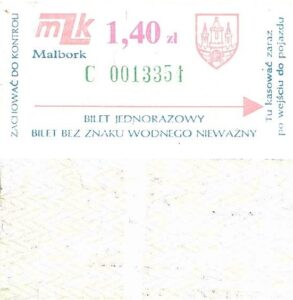 ZACHOWAĆ DO KONTROLI
mzk 1,40 zł
Malbork
C 0013351
BILET JEDNORAZOWY
BILET BEZ ZNAKU WODNEGO NIEWAŻNY
Tu kasować zaraz
po wejściu do pojazdu